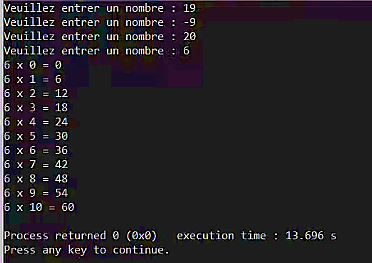 Veuillez entrer un nombre : 19
Veuillez entrer un nombre : -9
Veuillez entrer un nombre : 20
Veuillez entrer un nombre : 6
6 x 0 = 0
6 x 1 = 6
6 x 2 = 12
6 x 3 = 18
6 x 4 = 24
6 x 5 = 30
6 x 6 = 36
6 x 7 = 42
6 x 8 = 48
6 x 9 = 54
6 x 10 = 60
Process returned 0 (0x0)   execution time : 13.696 s
Press any key to continue.